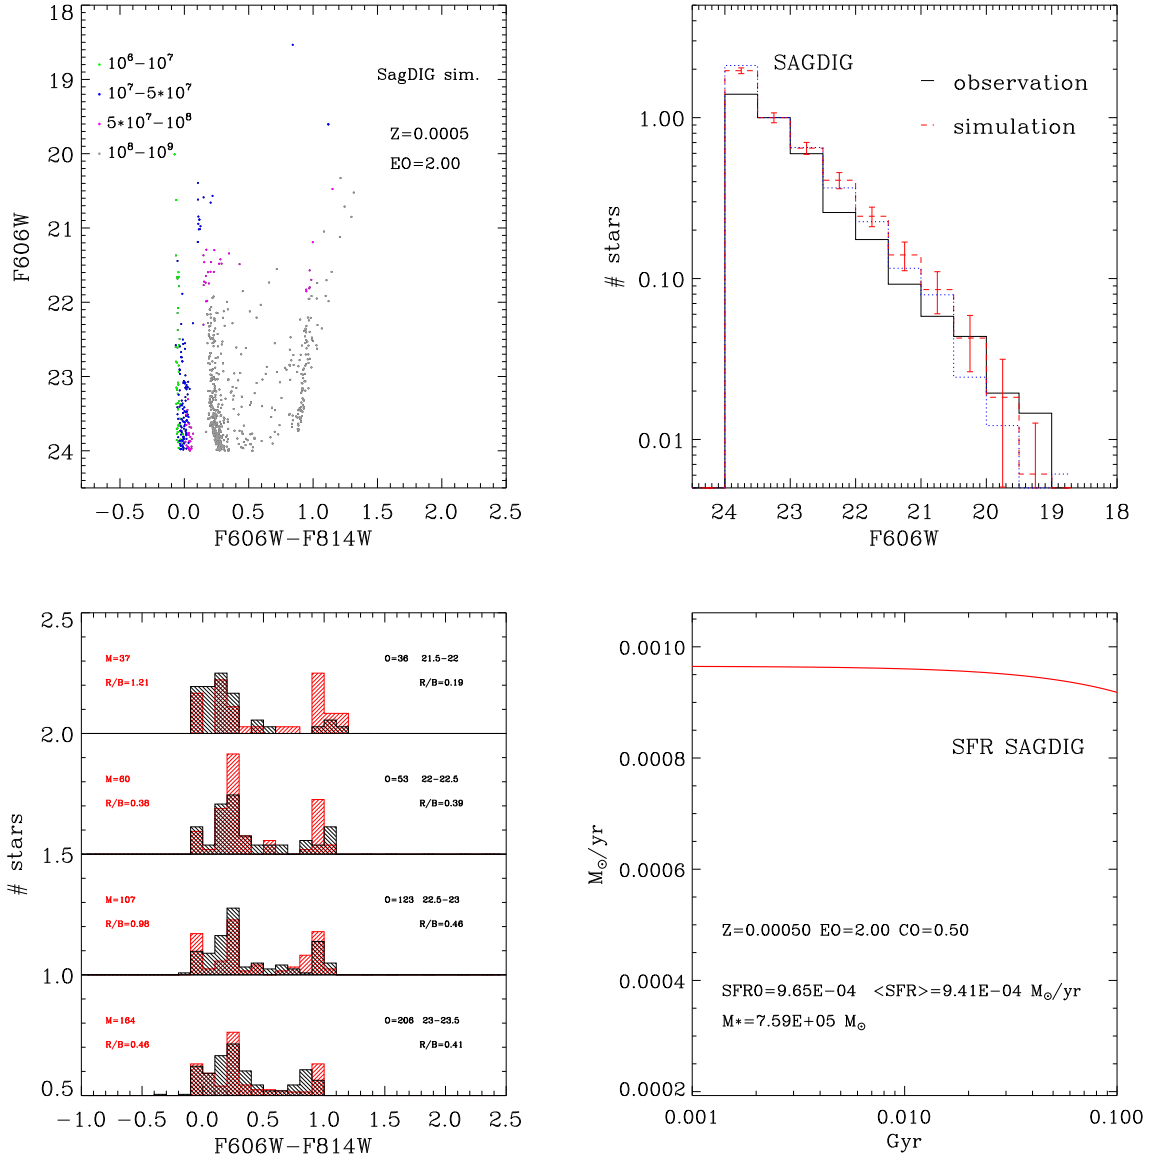 18
19
20
21
22
23
24
F606W
10⁶−10⁷
10⁷−5*10⁷
5*10⁷−10⁸
10⁸−10⁹
SagDIG sim.
Z=0.0005
EO=2.00
−0.5 0.0 0.5 1.0 1.5 2.0 2.5
F606W−F814W
SAGDIG
observation
simulation
1.00
0.10
0.01
# stars
24 23 22 21 20 19 18
F606W
2.5
2.0
1.5
1.0
0.5
# stars
M=37 O=36 21.5-22
R/B=1.21 R/B=0.19
M=60 O=53 22-22.5
R/B=0.38 R/B=0.39
M=107 O=123 22.5-23
R/B=0.98 R/B=0.46
M=164 O=206 23-23.5
R/B=0.46 R/B=0.41
−1.0 −0.5 0.0 0.5 1.0 1.5 2.0 2.5
F606W−F814W
0.0010
0.0008
0.0006
0.0004
0.0002
M☉/yr
SFR SAGDIG
Z=0.00050 EO=2.00 CO=0.50
SFR0=9.65E−04 <SFR>=9.41E−04 M☉/yr
M*=7.59E+05 M☉
0.001 0.010 0.100
Gyr